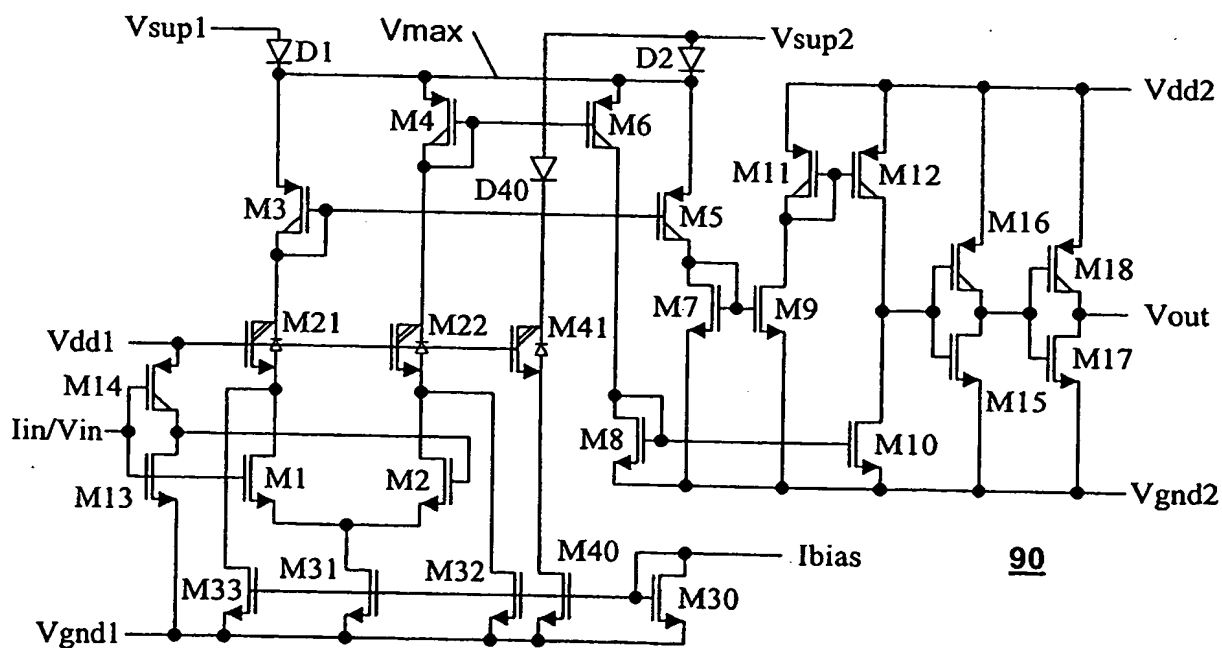 Vsup1
Vmax
Vsup2
D1
D2
Vdd2
M4
M6
M11
M12
D40
M3
M5
M16
M18
M7
M9
M21
M22
M41
Vdd1
Vout
M14
M17
M15
Iin/Vin
M8
M10
M1
M2
M13
Vgnd2
M40
Ibias
90
M33
M31
M32
M30
Vgnd1